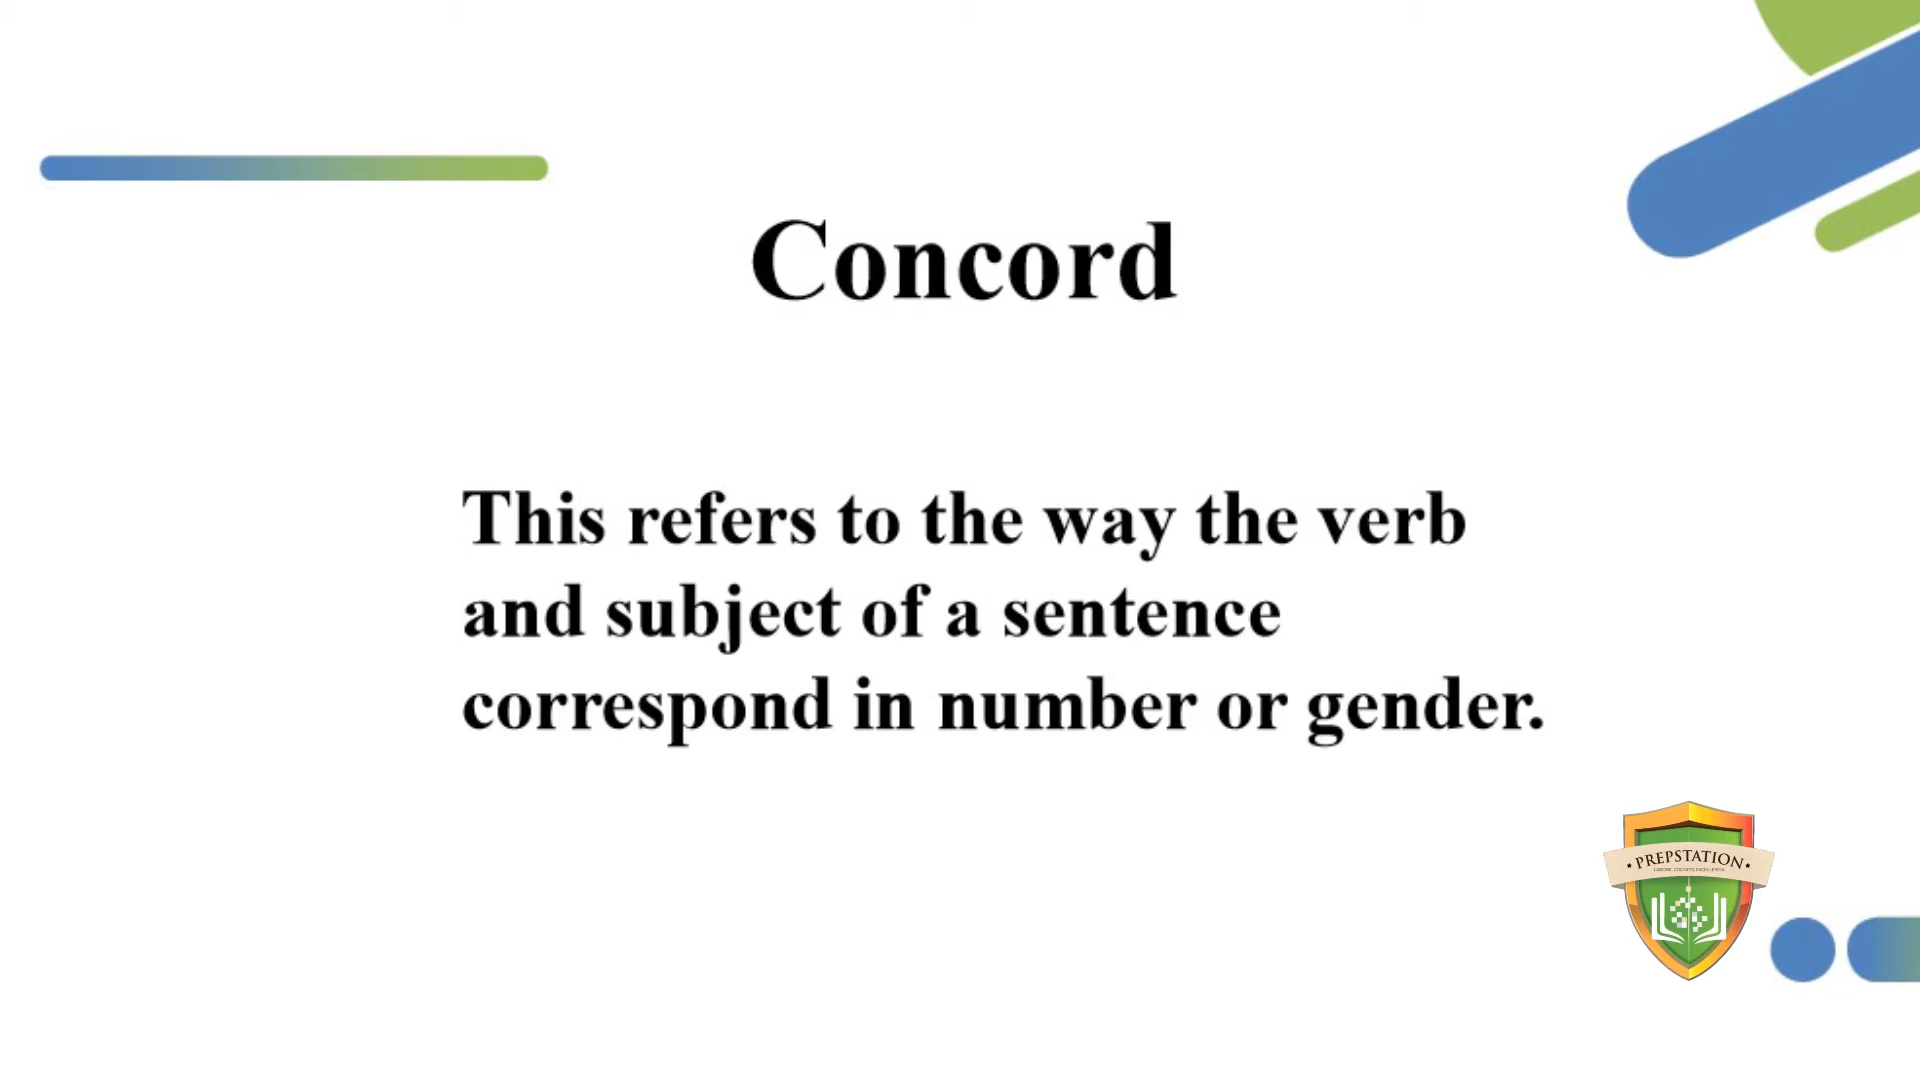 Concord
This refers to the way the verb
and subject of a sentence
correspond in number or gender.
PREPSTATION